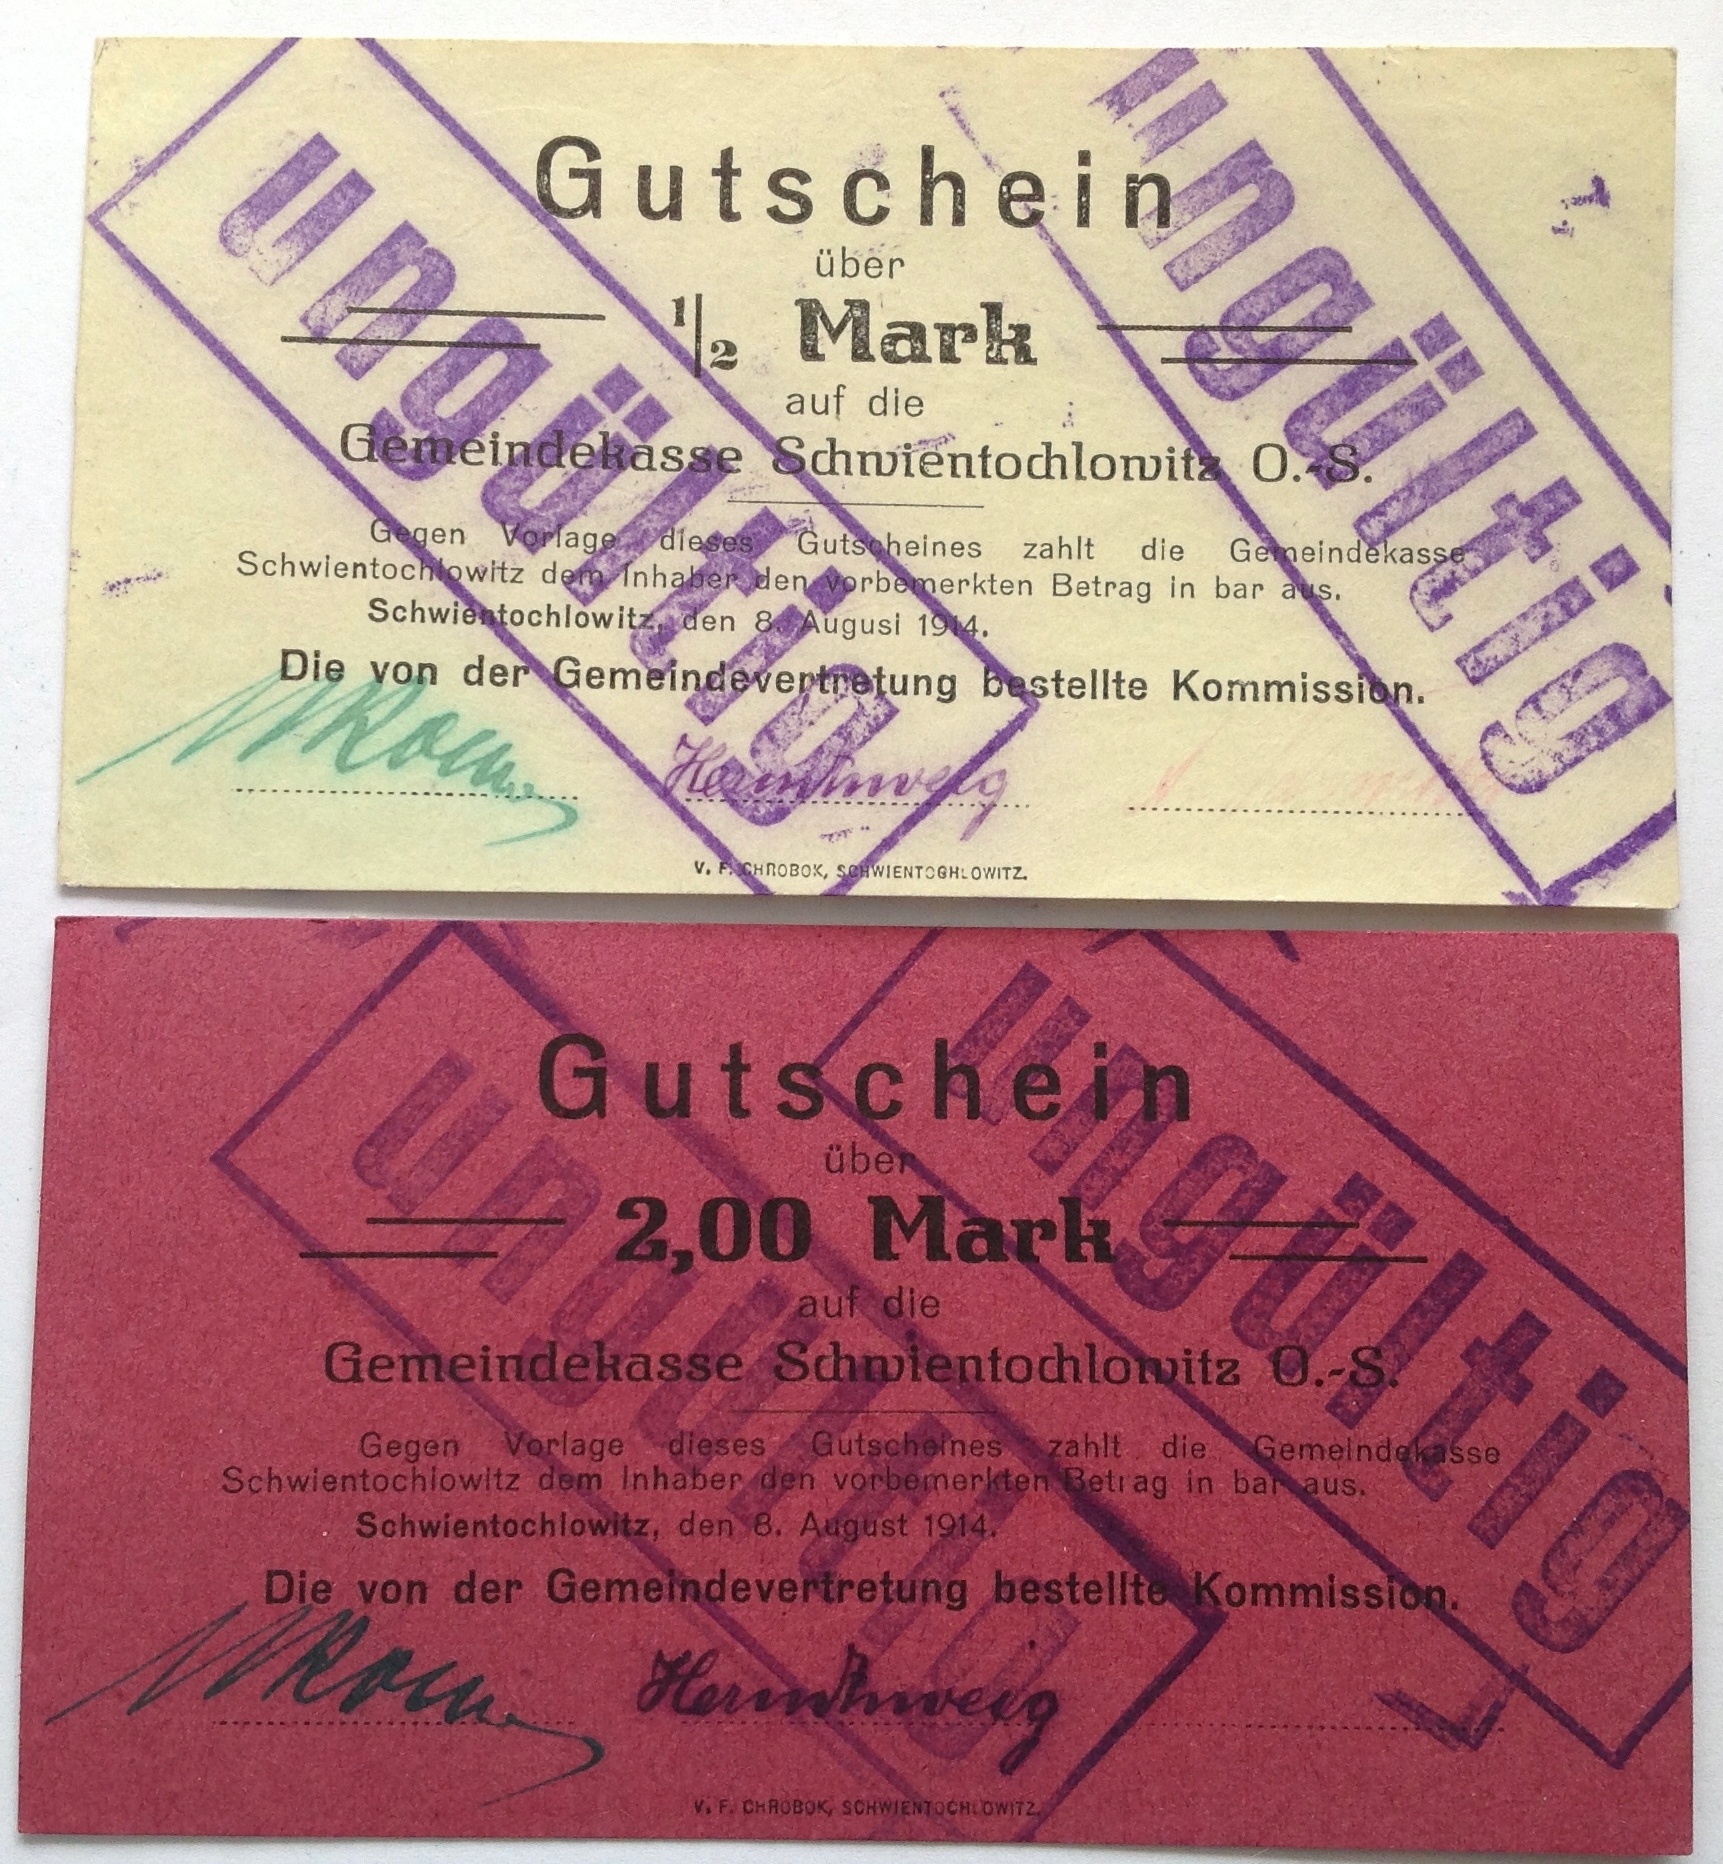 Gutschein
über
1/2 Mark
auf die
Gemeindekasse Schwientochlowitz O.-S.
Gegen Vorlage dieses Gutscheines zahlt die Gemeindekasse
Schwientochlowitz dem Inhaber den vorbemerkten Betrag in bar aus.
Schwientochlowitz, den 8. August 1914.
Die von der Gemeindevertretung bestellte Kommission.
V. F. CHROBOK, SCHWIENTOCHLOWITZ.
ungültig
ungültig
Gutschein
über
2,00 Mark
auf die
Gemeindekasse Schwientochlowitz O.-S.
Gegen Vorlage dieses Gutscheines zahlt die Gemeindekasse
Schwientochlowitz dem Inhaber den vorbemerkten Betrag in bar aus.
Schwientochlowitz, den 8. August 1914.
Die von der Gemeindevertretung bestellte Kommission.
V. F. CHROBOK, SCHWIENTOCHLOWITZ.
ungültig
ungültig